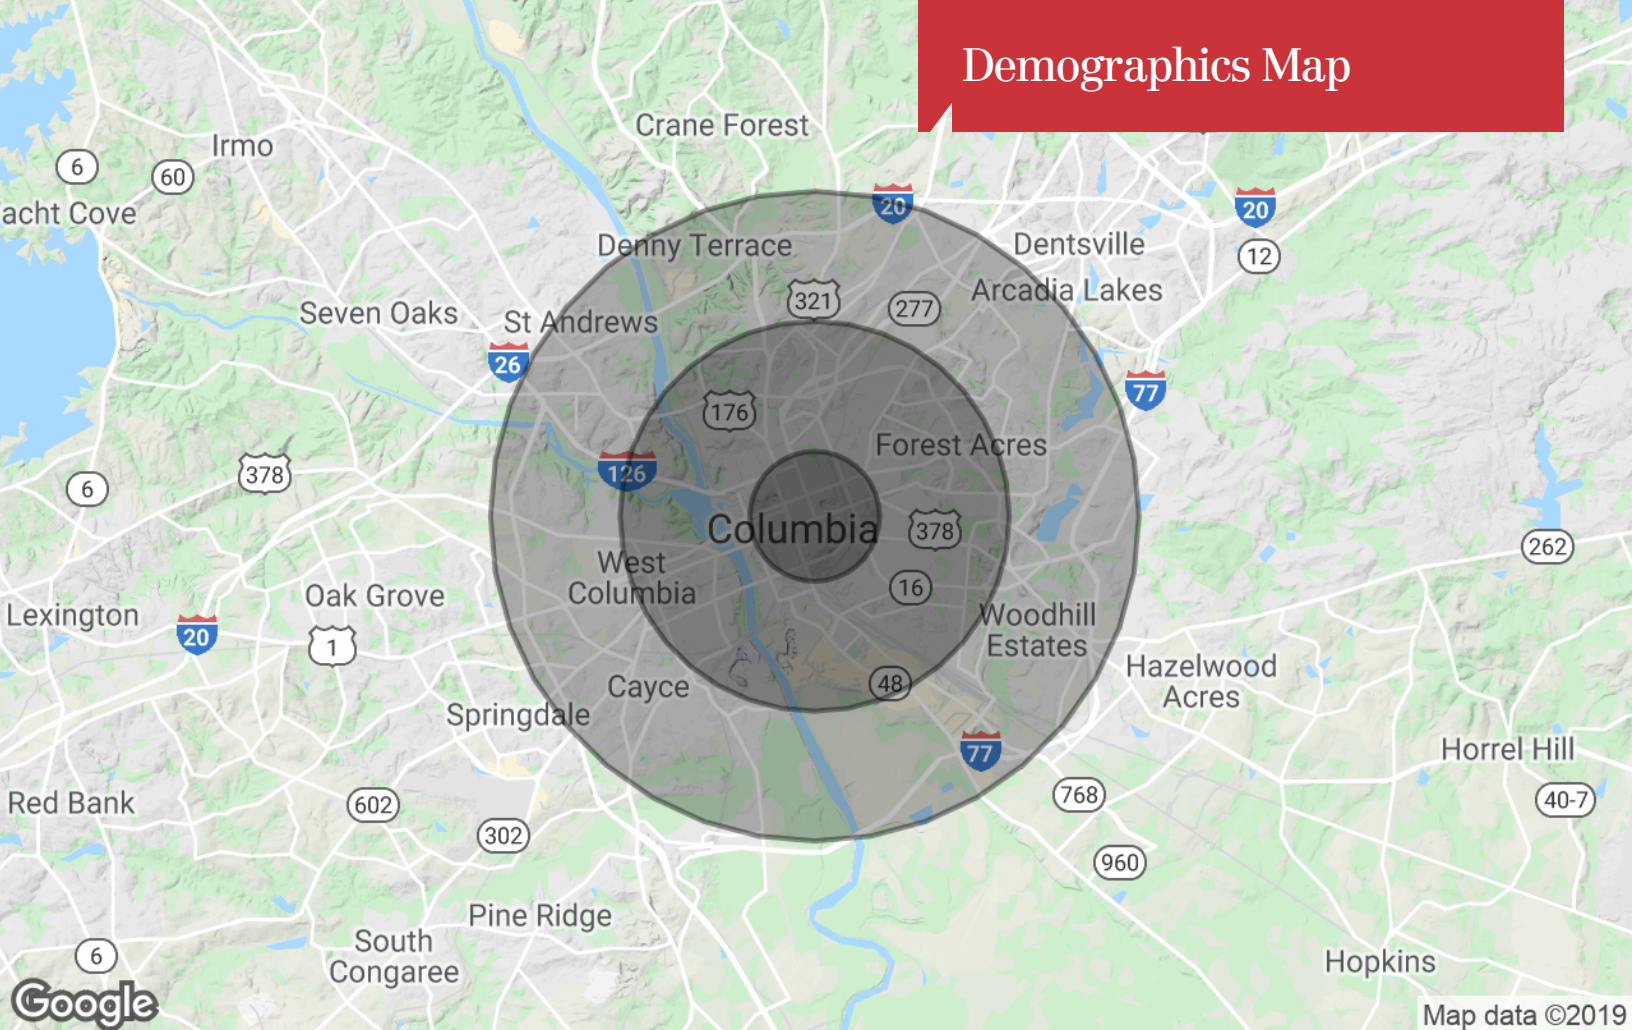 Demographics Map
Crane Forest
Irmo
6
60
acht Cove
20
20
Denny Terrace
Dentsville
12
Arcadia Lakes
321
277
Seven Oaks
St Andrews
26
77
176
Forest Acres
378
126
6
Columbia
378
262
West
Columbia
16
Oak Grove
Lexington
Woodhill
Estates
20
1
Hazelwood
Acres
Cayce
48
Springdale
77
Horrel Hill
Red Bank
602
768
40-7
302
960
Pine Ridge
South
Congaree
6
Hopkins
Google
Map data ©2019